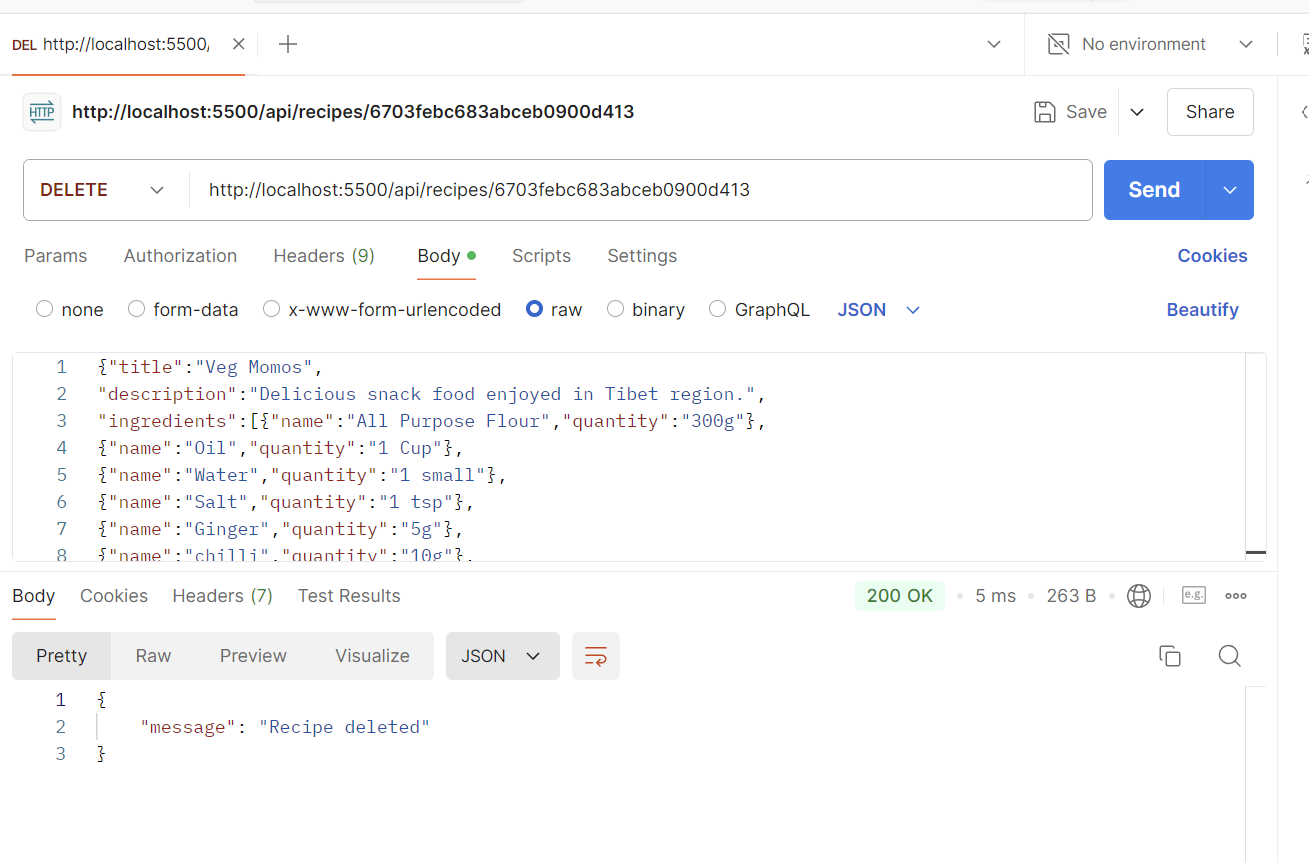 DEL http://localhost:5500/
No environment
HTTP http://localhost:5500/api/recipes/6703febc683abceb0900d413
Save
Share
DELETE http://localhost:5500/api/recipes/6703febc683abceb0900d413
Send
Params Authorization Headers (9) Body Scripts Settings Cookies
none form-data x-www-form-urlencoded raw binary GraphQL JSON Beautify
1 {"title":"Veg Momos",
2 "description":"Delicious snack food enjoyed in Tibet region.",
3 "ingredients":[{"name":"All Purpose Flour","quantity":"300g"},
4 {"name":"Oil","quantity":"1 Cup"},
5 {"name":"Water","quantity":"1 small"},
6 {"name":"Salt","quantity":"1 tsp"},
7 {"name":"Ginger","quantity":"5g"},
8 {"name":"chilli","quantity":"10g"},
Body Cookies Headers (7) Test Results 200 OK 5 ms 263 B e.g.
Pretty Raw Preview Visualize JSON
1 {
2 "message": "Recipe deleted"
3 }